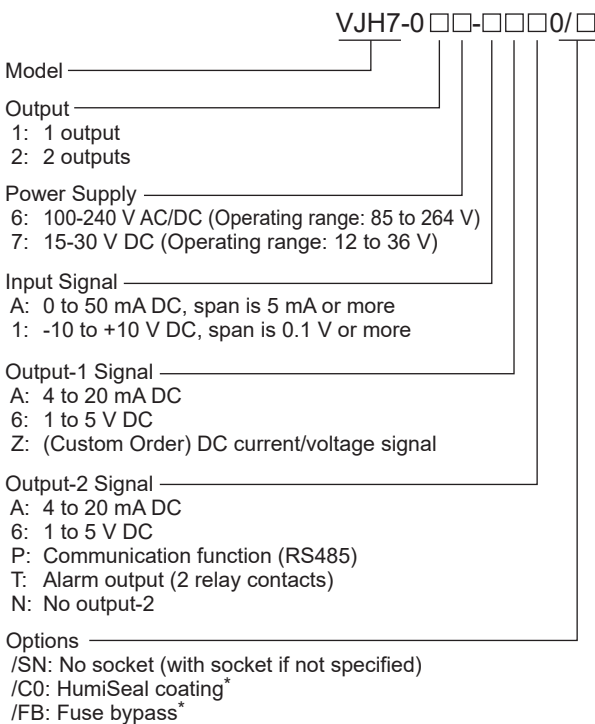 VJH7-0 □□-□□□0/□
Model
Output
1: 1 output
2: 2 outputs
Power Supply
6: 100-240 V AC/DC (Operating range: 85 to 264 V)
7: 15-30 V DC (Operating range: 12 to 36 V)
Input Signal
A: 0 to 50 mA DC, span is 5 mA or more
1: -10 to +10 V DC, span is 0.1 V or more
Output-1 Signal
A: 4 to 20 mA DC
6: 1 to 5 V DC
Z: (Custom Order) DC current/voltage signal
Output-2 Signal
A: 4 to 20 mA DC
6: 1 to 5 V DC
P: Communication function (RS485)
T: Alarm output (2 relay contacts)
N: No output-2
Options
/SN: No socket (with socket if not specified)
/C0: HumiSeal coating*
/FB: Fuse bypass*